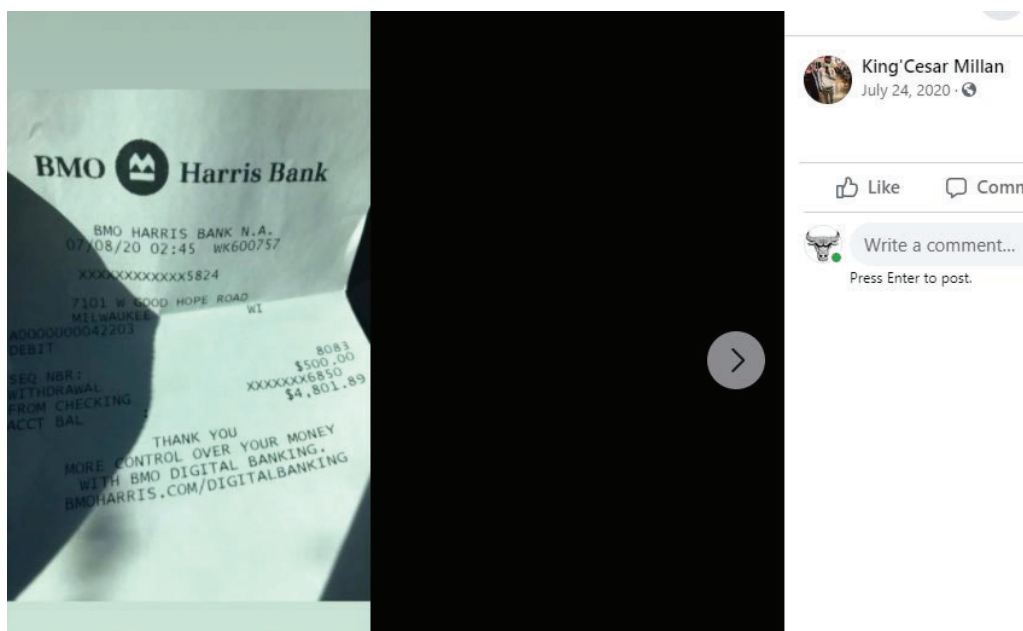 BMO Harris Bank
BMO HARRIS BANK N.A.
07/08/20 02:45 WK600757
XXXXXXXXXXXX5824
7101 W GOOD HOPE ROAD
MILWAUKEE WI
A0000000042203
DEBIT
SEQ NBR: 8083
WITHDRAWAL $500.00
FROM CHECKING XXXXXXX6850
ACCT BAL : $4,801.89
THANK YOU
MORE CONTROL OVER YOUR MONEY
WITH BMO DIGITAL BANKING.
BMOHARRIS.COM/DIGITALBANKING
King'Cesar Millan
July 24, 2020 ·
Like Comm
Write a comment...
Press Enter to post.